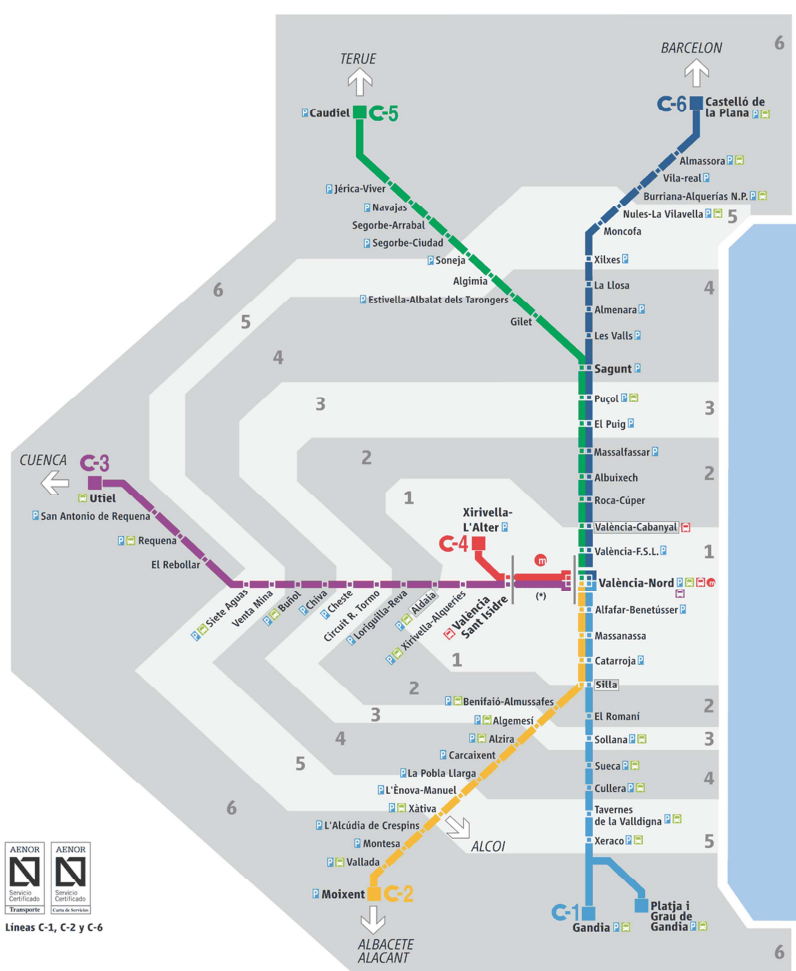 6
TERUE
BARCELON
Caudiel
C-5
C-6
Castelló de
la Plana
Almassora
Vila-real
Jérica-Viver
Burriana-Alquerías N.P.
Navajas
Nules-La Vilavella
5
Segorbe-Arrabal
Moncofa
Segorbe-Ciudad
Soneja
Xilxes
Algimia
La Llosa
4
6
Estivella-Albalat dels Tarongers
Almenara
5
Gilet
Les Valls
4
Sagunt
Puçol
3
3
El Puig
Massalfassar
2
2
CUENCA
C-3
Albuixech
Utiel
1
Roca-Cúper
San Antonio de Requena
Xirivella-
L'Alter
València-Cabanyal
Requena
C-4
València-F.S.L.
1
El Rebollar
m
València-Nord
m
(*)
Siete Aguas
Venta Mina
Buñol
Chiva
Cheste
Circuit R. Tormo
Loriguilla-Reva
Aldaia
Xirivella-Alqueries
València
Sant Isidre
Alfafar-Benetússer
Massanassa
1
Catarroja
Silla
2
Benifaió-Almussafes
2
3
Algemesí
El Romaní
4
Alzira
Sollana
3
Carcaixent
5
La Pobla Llarga
Sueca
4
L'Ènova-Manuel
Cullera
6
Xàtiva
Tavernes
de la Valldigna
L'Alcúdia de Crespins
ALCOI
Xeraco
5
Montesa
Vallada
Moixent
C-2
C-1
Gandia
Platja i
Grau de
Gandia
ALBACETE
ALACANT
6
AENOR
AENOR
Servicio
Certificado
Servicio
Certificado
Transporte
Carta de Servicios
Líneas C-1, C-2 y C-6